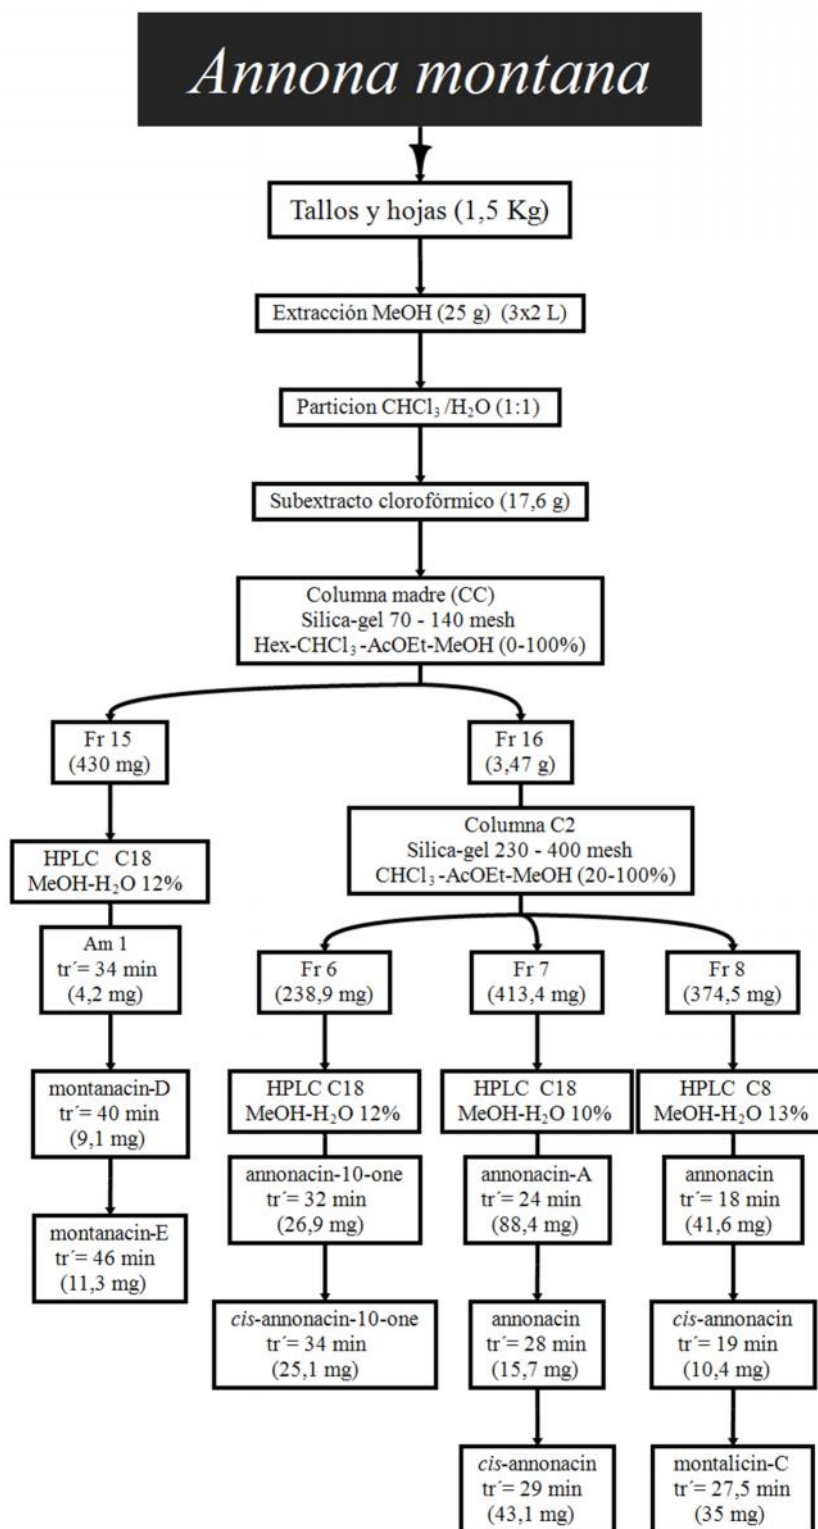 Annona montana
Tallos y hojas (1,5 Kg)
Extracción MeOH (25 g) (3x2 L)
Particion CHCl₃ /H₂O (1:1)
Subextracto clorofórmico (17,6 g)
Columna madre (CC)
Silica-gel 70 - 140 mesh
Hex-CHCl₃-AcOEt-MeOH (0-100%)
Fr 15
(430 mg)
HPLC C18
MeOH-H₂O 12%
Am 1
tr´= 34 min
(4,2 mg)
montanacin-D
tr´= 40 min
(9,1 mg)
montanacin-E
tr´= 46 min
(11,3 mg)
Fr 16
(3,47 g)
Columna C2
Silica-gel 230 - 400 mesh
CHCl₃-AcOEt-MeOH (20-100%)
Fr 6
(238,9 mg)
HPLC C18
MeOH-H₂O 12%
annonacin-10-one
tr´= 32 min
(26,9 mg)
cis-annonacin-10-one
tr´= 34 min
(25,1 mg)
Fr 7
(413,4 mg)
HPLC C18
MeOH-H₂O 10%
annonacin-A
tr´= 24 min
(88,4 mg)
annonacin
tr´= 28 min
(15,7 mg)
cis-annonacin
tr´= 29 min
(43,1 mg)
Fr 8
(374,5 mg)
HPLC C8
MeOH-H₂O 13%
annonacin
tr´= 18 min
(41,6 mg)
cis-annonacin
tr´= 19 min
(10,4 mg)
montalicin-C
tr´= 27,5 min
(35 mg)